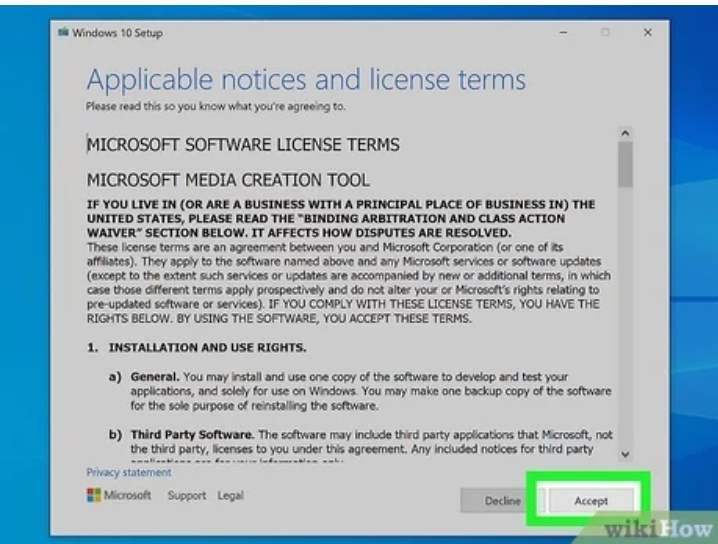 Windows 10 Setup
Applicable notices and license terms
Please read this so you know what you're agreeing to.
MICROSOFT SOFTWARE LICENSE TERMS
MICROSOFT MEDIA CREATION TOOL
IF YOU LIVE IN (OR ARE A BUSINESS WITH A PRINCIPAL PLACE OF BUSINESS IN) THE
UNITED STATES, PLEASE READ THE "BINDING ARBITRATION AND CLASS ACTION
WAIVER" SECTION BELOW. IT AFFECTS HOW DISPUTES ARE RESOLVED.
These license terms are an agreement between you and Microsoft Corporation (or one of its
affiliates). They apply to the software named above and any Microsoft services or software updates
(except to the extent such services or updates are accompanied by new or additional terms, in which
case those different terms apply prospectively and do not alter your or Microsoft's rights relating to
pre-updated software or services). IF YOU COMPLY WITH THESE LICENSE TERMS, YOU HAVE THE
RIGHTS BELOW. BY USING THE SOFTWARE, YOU ACCEPT THESE TERMS.
1. INSTALLATION AND USE RIGHTS.
a) General. You may install and use one copy of the software to develop and test your
applications, and solely for use on Windows. You may make one backup copy of the software
for the sole purpose of reinstalling the software.
b) Third Party Software. The software may include third party applications that Microsoft, not
the third party, licenses to you under this agreement. Any included notices for third party
applications are for your information only.
Privacy statement
Microsoft Support Legal
Decline Accept
wikiHow